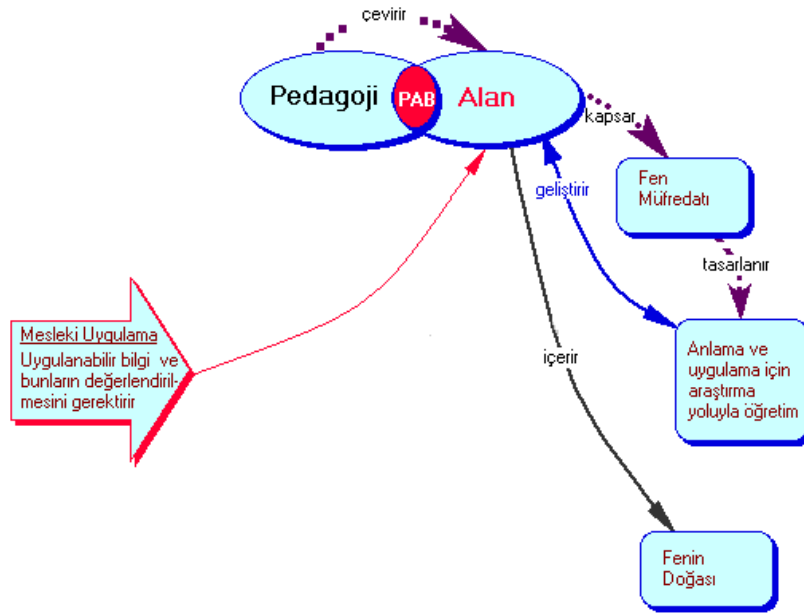 çevirir
Pedagoji
PAB
Alan
kapsar
Fen
Müfredatı
geliştirir
tasarlanır
Mesleki Uygulama
Uygulanabilir bilgi ve
bunların değerlendiril-
mesini gerektirir
Anlama ve
uygulama için
araştırma
yoluyla öğretim
içerir
Fenin
Doğası